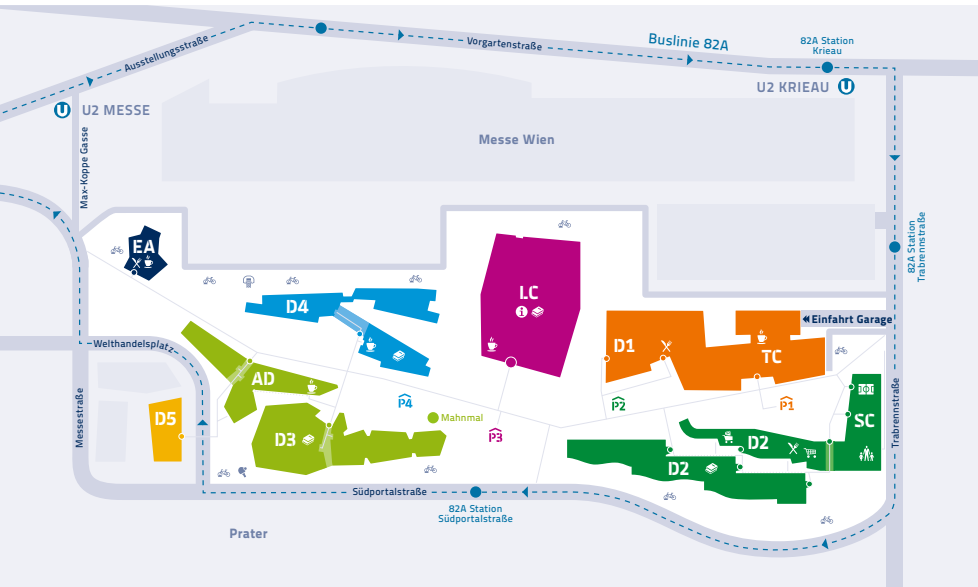 Buslinie 82A
82A Station
Krieau
Vorgartenstraße
Ausstellungsstraße
U2 KRIEAU
U
U
U2 MESSE
Messe Wien
Max-Koppe Gasse
82A Station
Trabrennstraße
EA
LC
i
D4
Einfahrt Garage
D1
TC
Welthandelsplatz
AD
P4
P2
P1
D5
Mahnmal
P3
SC
D3
D2
D2
Messestraße
Trabrennstraße
Südportalstraße
82A Station
Südportalstraße
Prater